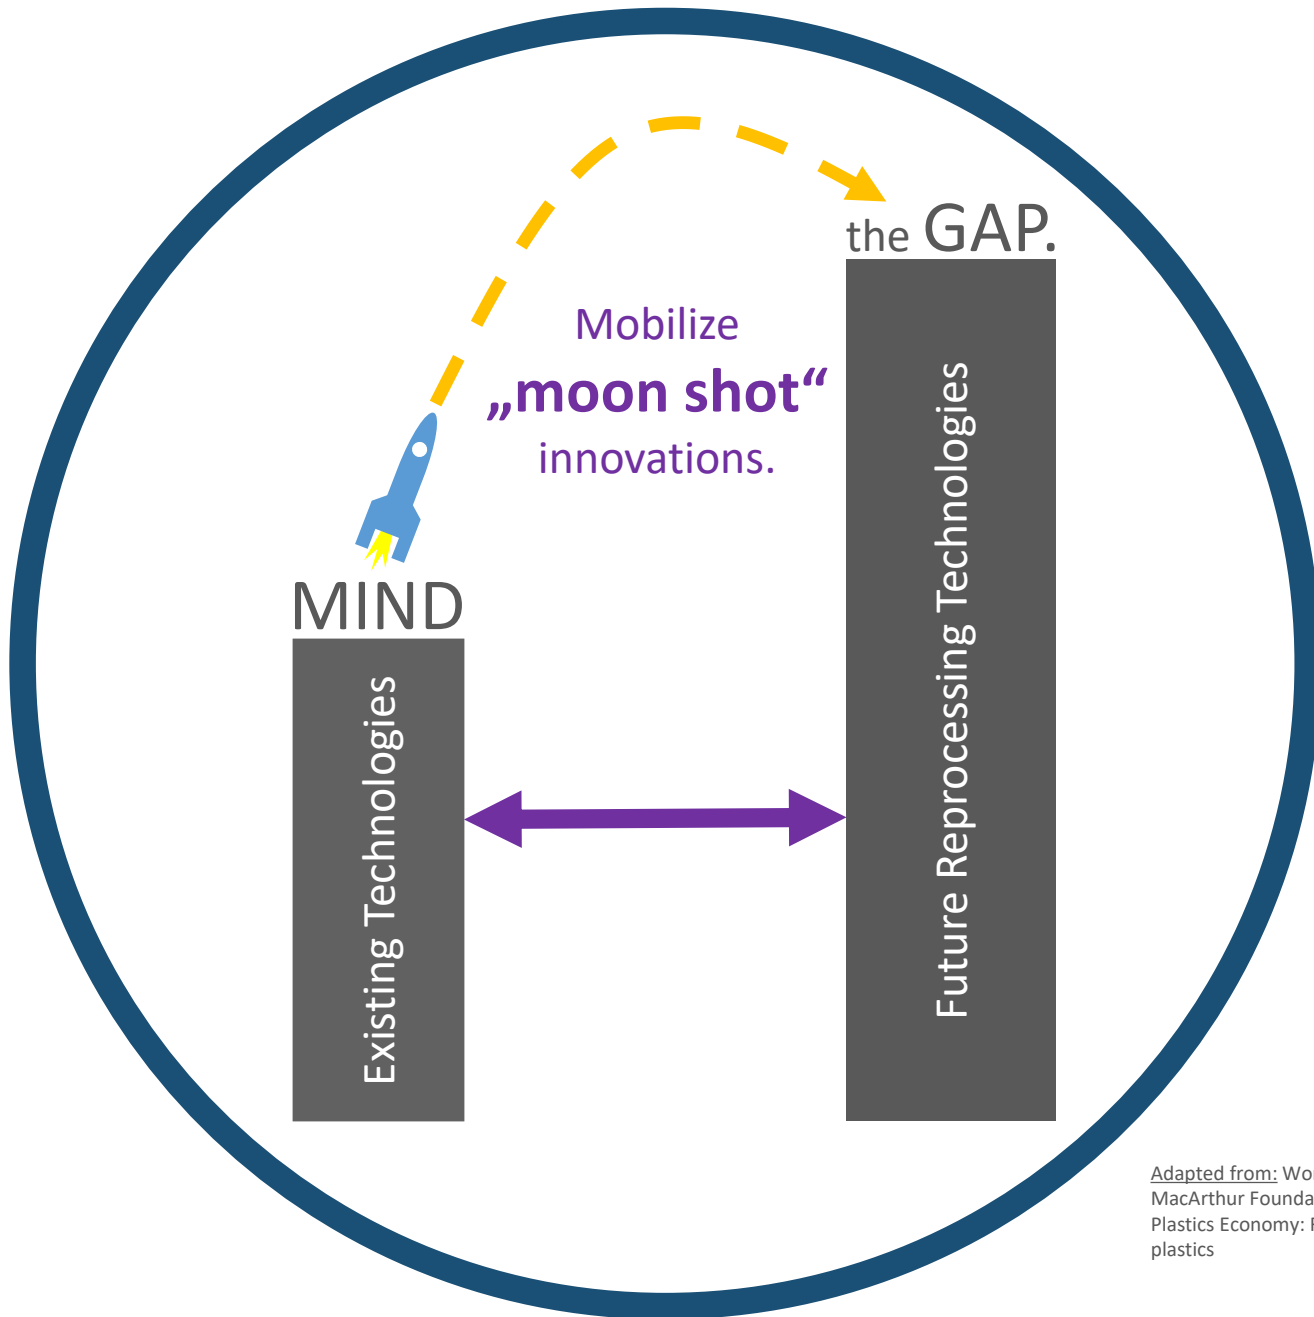 the GAP.
Mobilize
„moon shot“
innovations.
MIND
Existing Technologies
Future Reprocessing Technologies
Adapted from:
MacArthur
Plastics Economy:
plastics